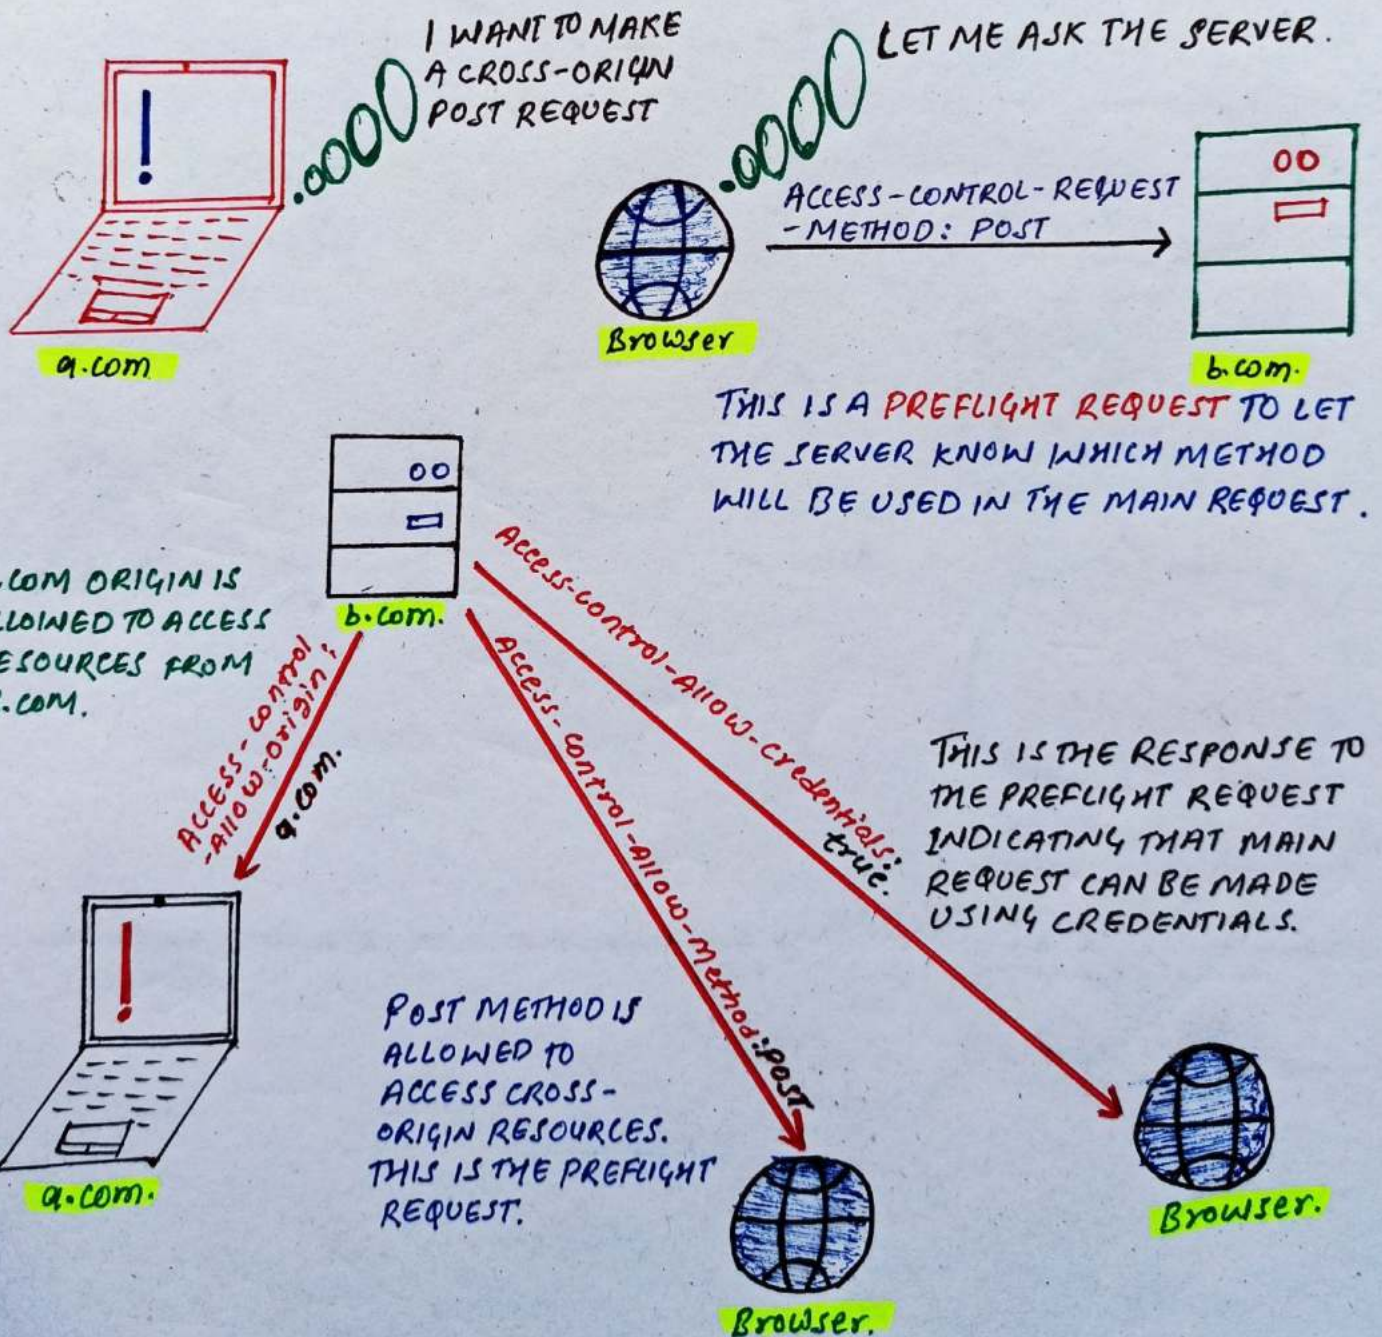 I WANT TO MAKE
A CROSS-ORIGIN
POST REQUEST
LET ME ASK THE SERVER.
ACCESS-CONTROL-REQUEST
-METHOD: POST
a.com
Browser
b.com.
THIS IS A PREFLIGHT REQUEST TO LET
THE SERVER KNOW WHICH METHOD
WILL BE USED IN THE MAIN REQUEST.
.COM ORIGIN IS
LLOWED TO ACCESS
ESOURCES FROM
.COM.
b.com.
ACCESS-control
-Allow-origin:
a.com.
Access-control-Allow-Method:POST
Access-control-Allow-credentials:
true.
THIS IS THE RESPONSE TO
THE PREFLIGHT REQUEST
INDICATING THAT MAIN
REQUEST CAN BE MADE
USING CREDENTIALS.
POST METHOD IS
ALLOWED TO
ACCESS CROSS-
ORIGIN RESOURCES.
THIS IS THE PREFLIGHT
REQUEST.
a.com.
Browser.
Browser.